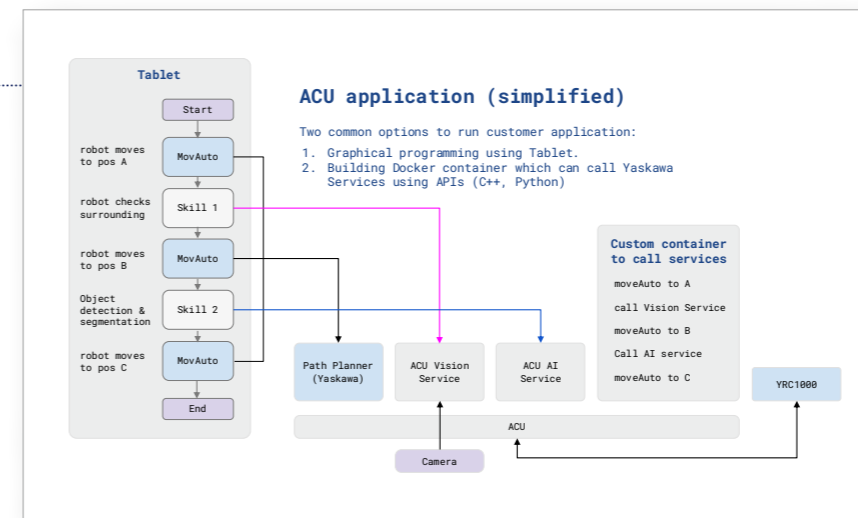 Tablet
Start
robot moves
to pos A
MovAuto
robot checks
surrounding
Skill 1
robot moves
to pos B
MovAuto
Object
detection &
segmentation
Skill 2
robot moves
to pos C
MovAuto
End
ACU application (simplified)
Two common options to run customer application:
1. Graphical programming using Tablet.
2. Building Docker container which can call Yaskawa
Services using APIs (C++, Python)
Path Planner
(Yaskawa)
ACU Vision
Service
ACU AI
Service
Custom container
to call services
moveAuto to A
call Vision Service
moveAuto to B
Call AI service
moveAuto to C
YRC1000
ACU
Camera